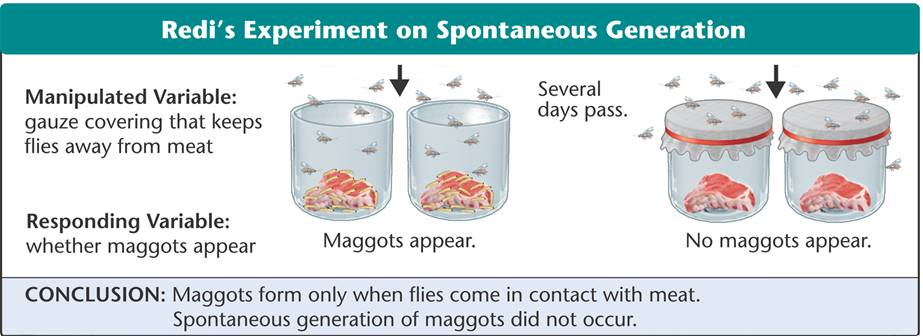 Redi's Experiment on Spontaneous Generation
Manipulated Variable:
gauze covering that keeps
flies away from meat
Several
days pass.
Responding Variable:
whether maggots appear
Maggots appear.
No maggots appear.
CONCLUSION: Maggots form only when flies come in contact with meat.
Spontaneous generation of maggots did not occur.